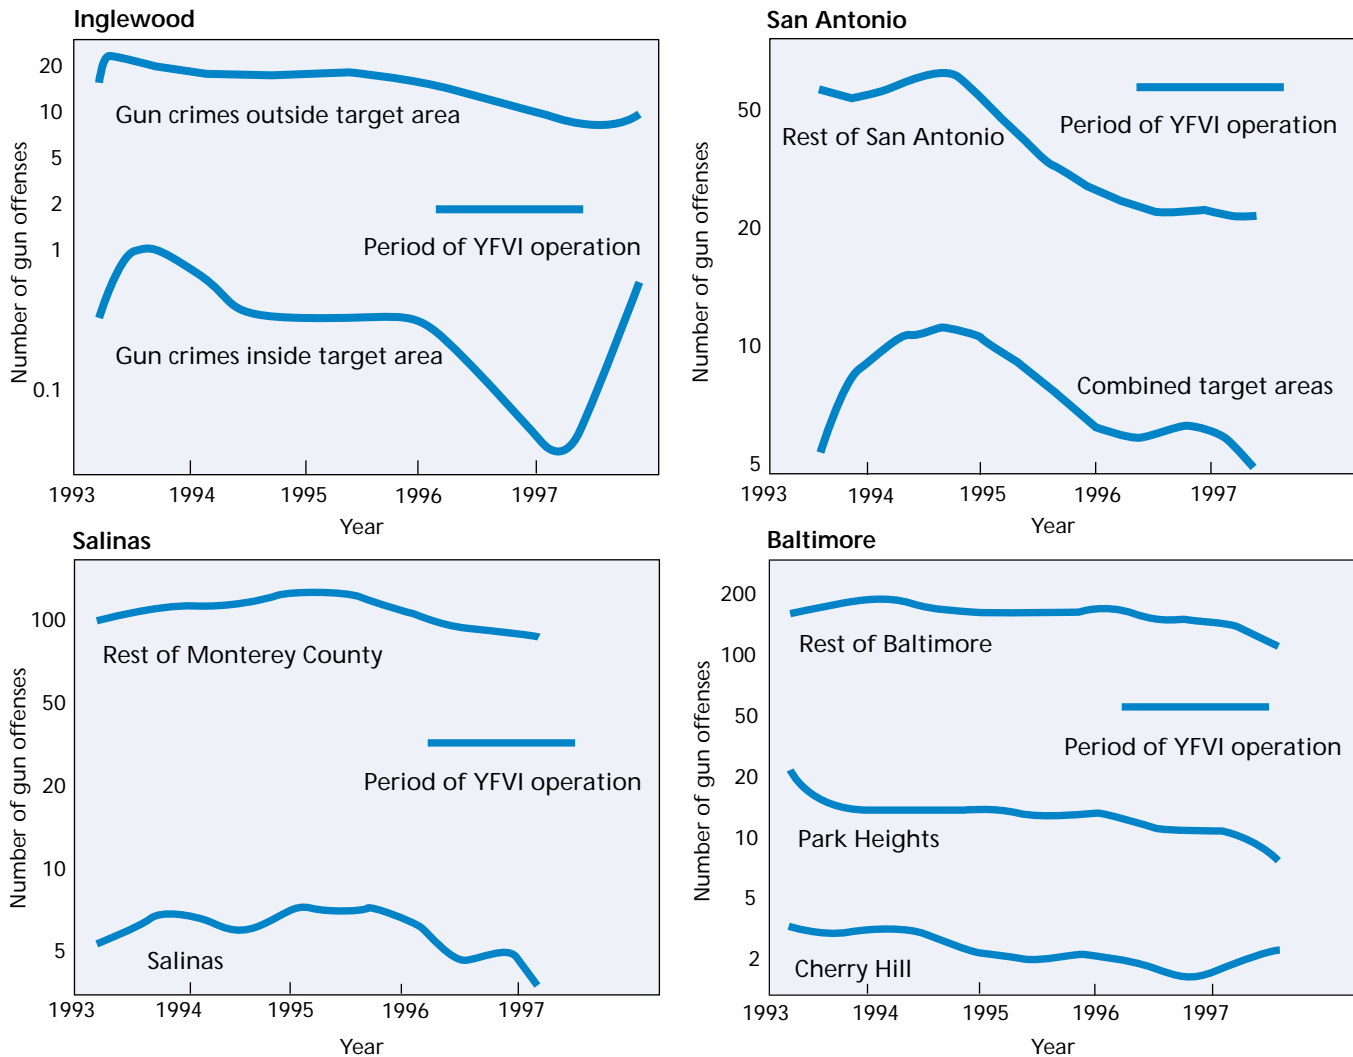 Inglewood
Number of gun offenses
20
10
5
2
1
0.1
Gun crimes outside target area
Period of YFVI operation
Gun crimes inside target area
1993 1994 1995 1996 1997
Year
San Antonio
Number of gun offenses
50
20
10
5
Rest of San Antonio
Period of YFVI operation
Combined target areas
1993 1994 1995 1996 1997
Year
Salinas
Number of gun offenses
100
50
20
10
5
Rest of Monterey County
Period of YFVI operation
Salinas
1993 1994 1995 1996 1997
Year
Baltimore
Number of gun offenses
200
100
50
20
10
5
2
Rest of Baltimore
Period of YFVI operation
Park Heights
Cherry Hill
1993 1994 1995 1996 1997
Year